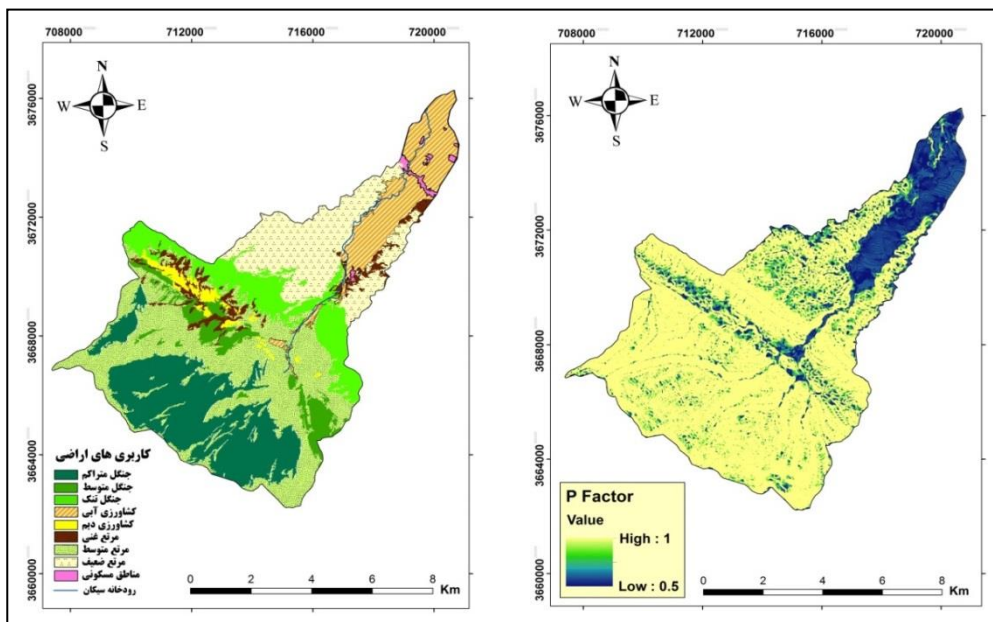 708000 712000 716000 720000
N
W E
S
3676000
3672000
3668000
3664000
3660000
کاربری های اراضی
جنگل متراکم
جنگل متوسط
جنگل تنک
کشاورزی آبی
کشاورزی دیم
مرتع غنی
مرتع متوسط
مرتع ضعیف
مناطق مسکونی
رودخانه سیکان
0 2 4 6 8 Km
708000 712000 716000 720000
N
W E
S
3676000
3672000
3668000
3664000
3660000
P Factor
Value
High : 1
Low : 0.5
0 2 4 6 8 Km